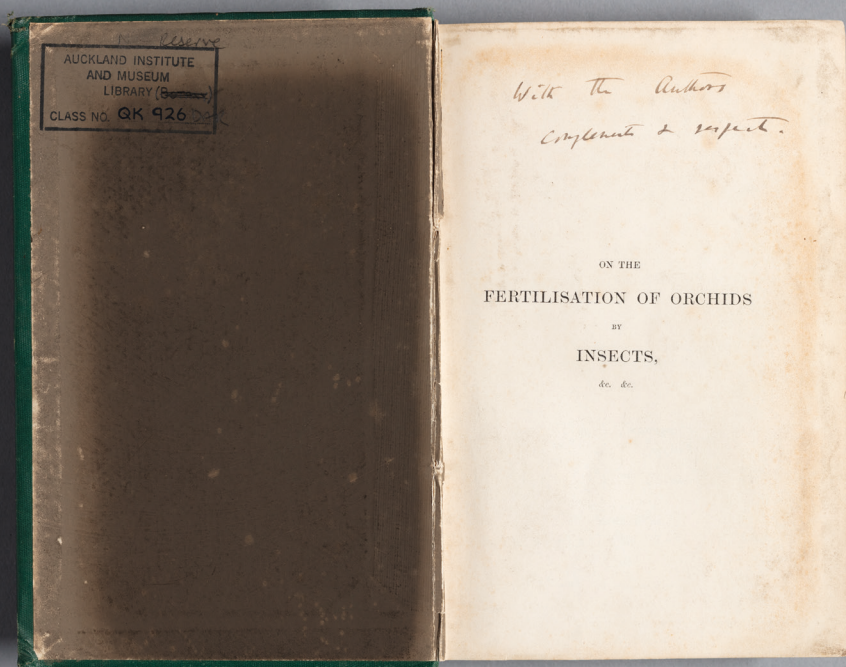 Reserve
AUCKLAND INSTITUTE
AND MUSEUM
LIBRARY
CLASS NO. QK 926
With the Authors
compliments & respects.
ON THE
FERTILISATION OF ORCHIDS
BY
INSECTS,
&c. &c.